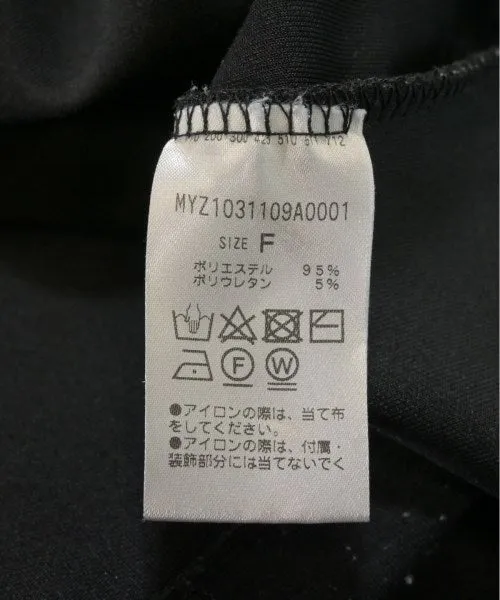 MYZ1031109A0001
SIZE F
ポリエステル 95%
ポリウレタン 5%
F W
●アイロンの際は、当て布
をしてください。
●アイロンの際は、付属・
装飾部分には当てないでく